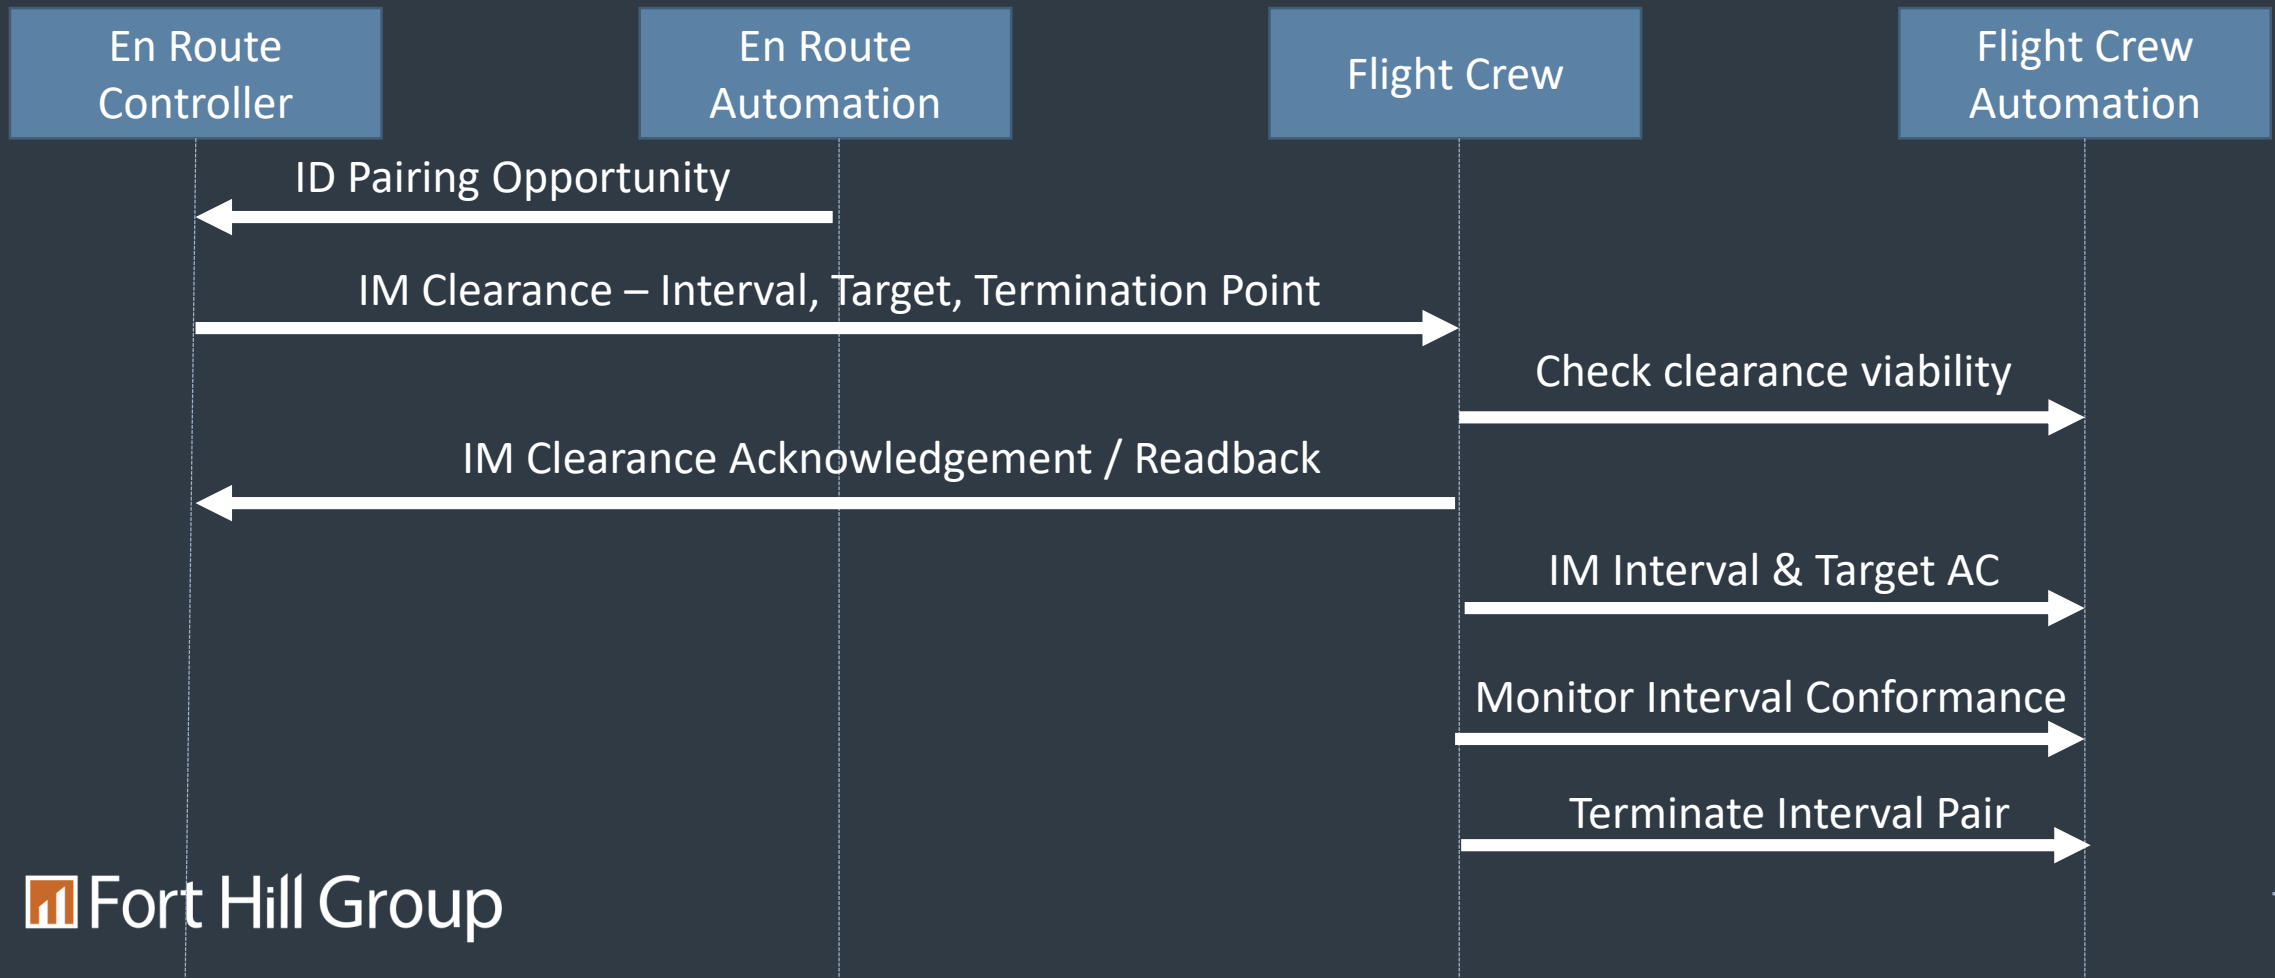 En Route
Controller
En Route
Automation
Flight Crew
Flight Crew
Automation
ID Pairing Opportunity
IM Clearance – Interval, Target, Termination Point
Check clearance viability
IM Clearance Acknowledgement / Readback
IM Interval & Target AC
Monitor Interval Conformance
Terminate Interval Pair
Fort Hill Group